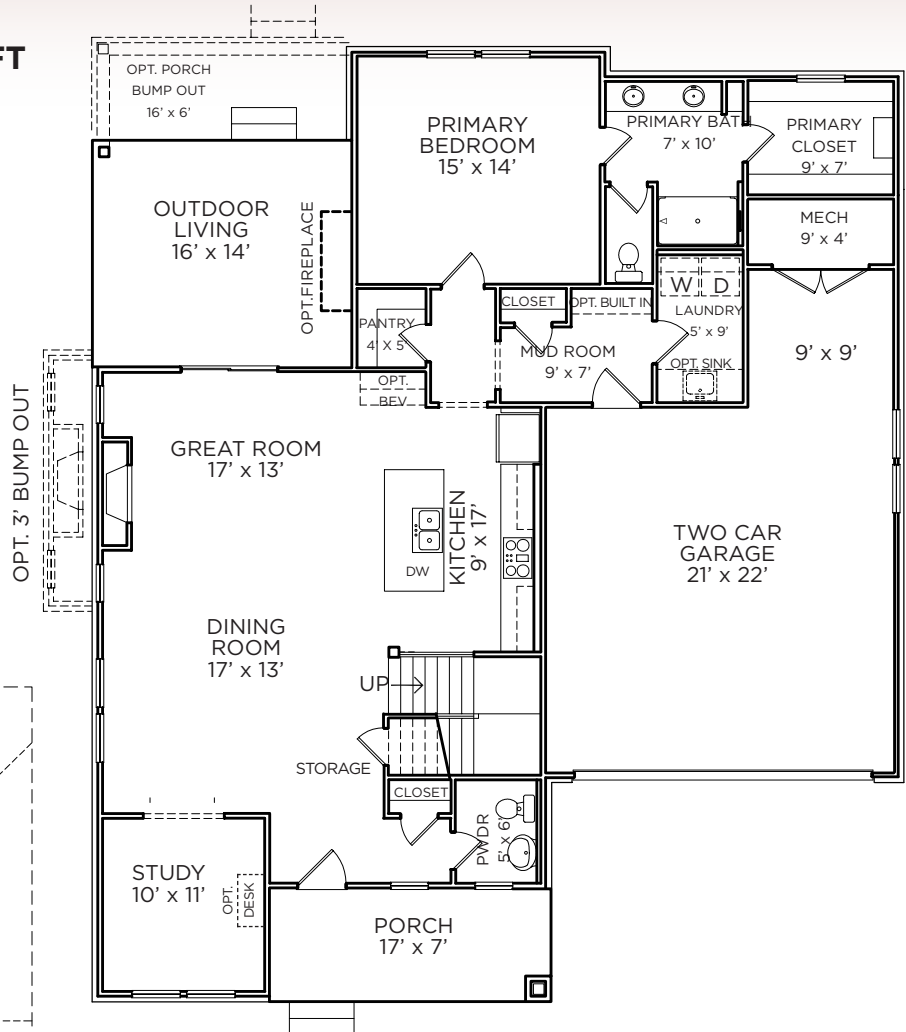 FT
OPT. PORCH
BUMP OUT
16’ x 6’
PRIMARY
BEDROOM
15’ x 14’
PRIMARY BATH
7’ x 10’
PRIMARY
CLOSET
9’ x 7’
OUTDOOR
LIVING
16’ x 14’
OPT.FIREPLACE
MECH
9’ x 4’
W D
LAUNDRY
5’ x 9’
OPT. SINK
CLOSET
OPT. BUILT IN
PANTRY
4’ X 5’
MUD ROOM
9’ x 7’
9’ x 9’
OPT.
BEV
OPT. 3’ BUMP OUT
GREAT ROOM
17’ x 13’
KITCHEN
9’ x 17’
DW
TWO CAR
GARAGE
21’ x 22’
DINING
ROOM
17’ x 13’
UP
STORAGE
CLOSET
PWDR
5’ x 6’
STUDY
10’ x 11’
OPT.
DESK
PORCH
17’ x 7’